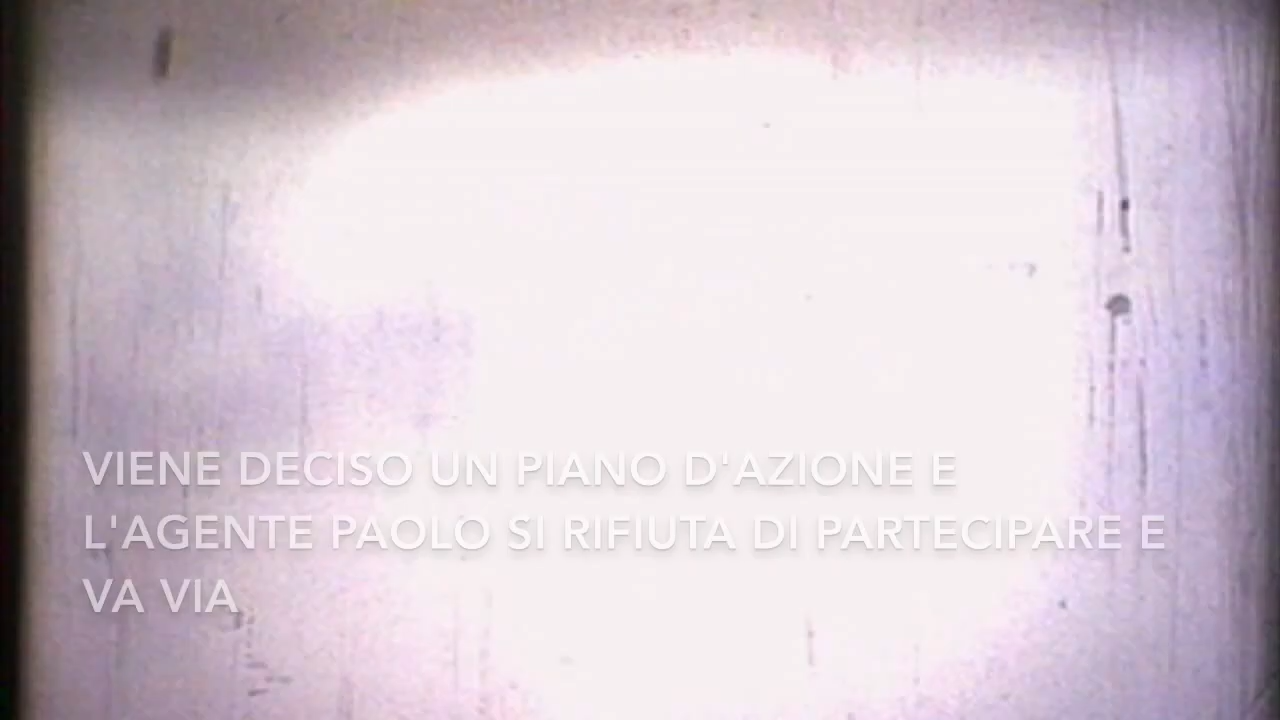 VIENE DECISO UN PIANO D'AZIONE E
L'AGENTE PAOLO SI RIFIUTA DI PARTECIPARE E
VA VIA